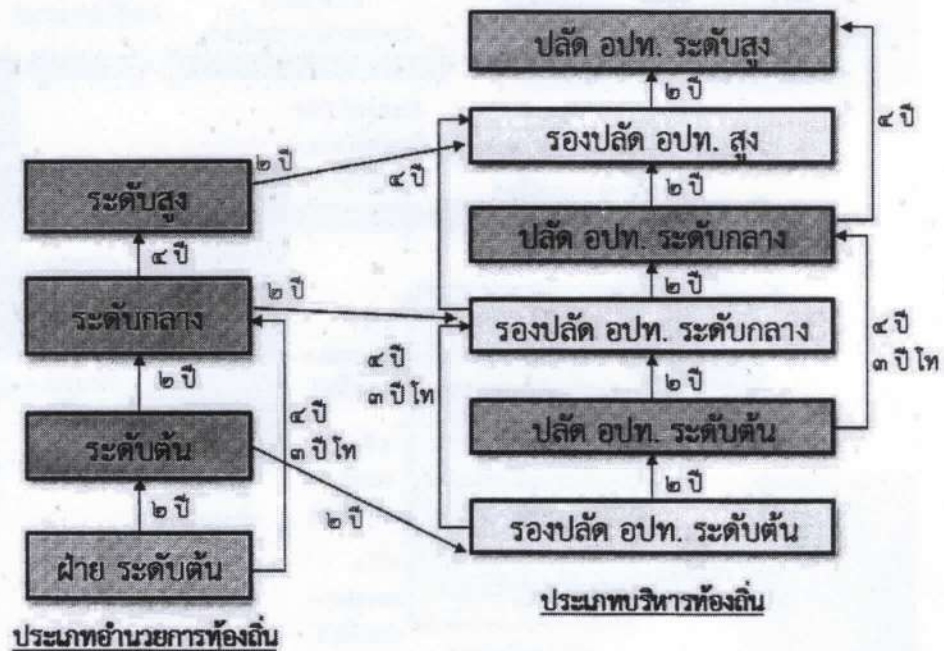 ปลัด อปท. ระดับสูง
๒ ปี
๔ ปี
รองปลัด อปท. สูง
๒ ปี
๔ ปี
ระดับสูง
๒ ปี
ปลัด อปท. ระดับกลาง
๔ ปี
๒ ปี
ระดับกลาง
๒ ปี
รองปลัด อปท. ระดับกลาง
๔ ปี
๓ ปี โท
๔ ปี
๓ ปี โท
๒ ปี
๒ ปี
ระดับต้น
๔ ปี
๓ ปี โท
ปลัด อปท. ระดับต้น
๒ ปี
๒ ปี
๒ ปี
ฝ่าย ระดับต้น
รองปลัด อปท. ระดับต้น
ประเภทอำนวยการท้องถิ่น
ประเภทบริหารท้องถิ่น